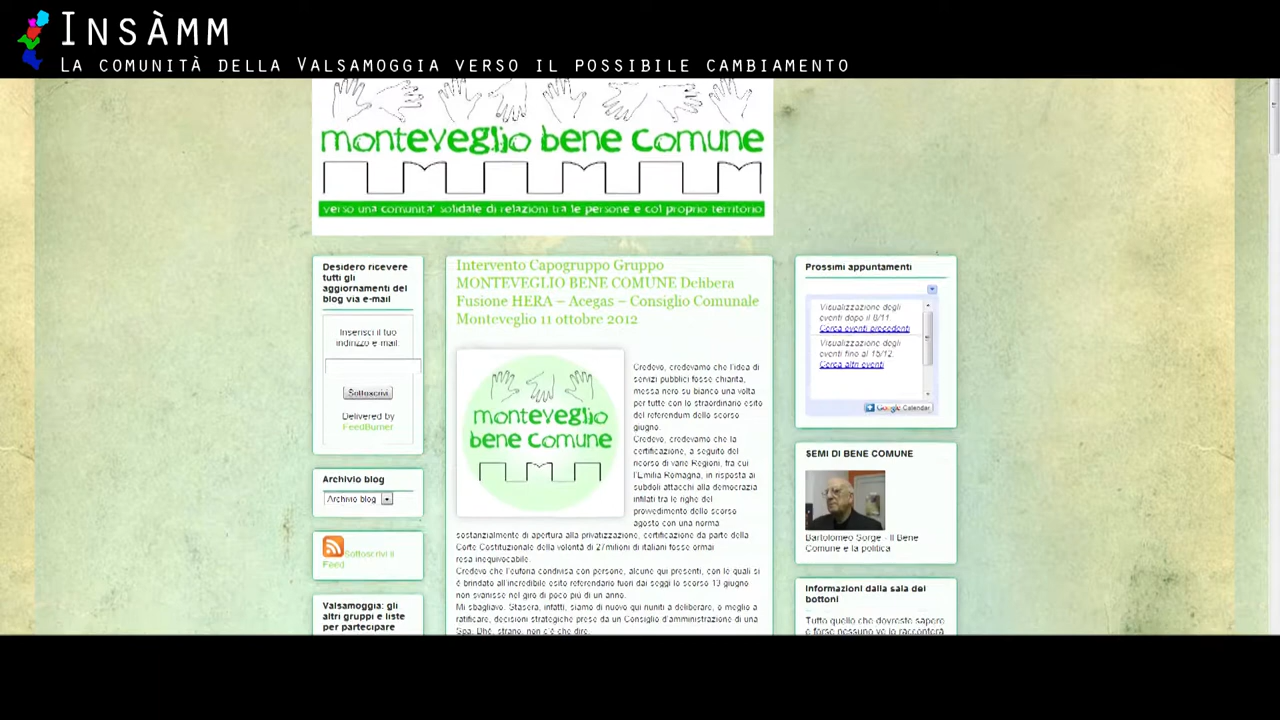 INSÀMM
LA COMUNITÀ DELLA VALSAMOGGIA VERSO IL POSSIBILE CAMBIAMENTO
monteveglio bene comune
verso una comunita' solidale di relazioni tra le persone e col proprio territorio
Desidero ricevere
tutti gli
aggiornamenti del
blog via e-mail
Inserisci il tuo
indirizzo e-mail:
Sottoscrivi
Delivered by
FeedBurner
Archivio blog
Archivio blog
Sottoscrivi il
Feed
Valsamoggia: gli
altri gruppi e liste
per partecipare
Intervento Capogruppo Gruppo
MONTEVEGLIO BENE COMUNE Delibera
Fusione HERA – Acegas – Consiglio Comunale
Monteveglio 11 ottobre 2012
monteveglio
bene comune
Credevo, credevamo che l'idea di
servizi pubblici fosse chiarita,
messa nero su bianco una volta
per tutte con lo straordinario esito
del referendum dello scorso
giugno.
Credevo, credevamo che la
certificazione, a seguito del
ricorso di varie Regioni, fra cui
l'Emilia Romagna, in risposta ai
subdoli attacchi alla democrazia
infilati tra le righe del
provvedimento dello scorso
agosto con una norma
sostanzialmente di apertura alla privatizzazione, certificazione da parte della
Corte Costituzionale della volontà di 27milioni di italiani fosse ormai
resa inequivocabile.
Credevo che l'euforia condivisa con persone, alcune qui presenti, con le quali si
è brindato all'incredibile esito referendario fuori dai seggi lo scorso 13 giugno
non svanisse nel giro di poco più di un anno.
Mi sbagliavo. Stasera, infatti, siamo di nuovo qui riuniti a deliberare, o meglio a
ratificare, decisioni strategiche prese da un Consiglio d'amministrazione di una
Spa. Bhè, strano, non c'è che dire.
Prossimi appuntamenti
Visualizzazione degli
eventi dopo il 8/11.
Cerca eventi precedenti
Visualizzazione degli
eventi fino al 15/12.
Cerca altri eventi
Google Calendar
SEMI DI BENE COMUNE
Bartolomeo Sorge - Il Bene
Comune e la politica
Informazioni dalla sala dei
bottoni
Tutto quello che dovreste sapere
e forse nessuno ve lo racconterà